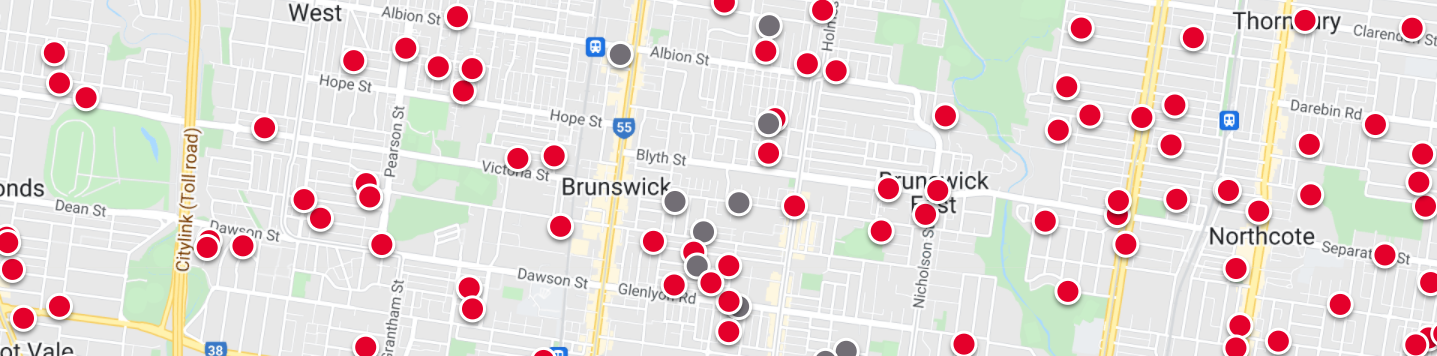 West
Albion St
Holm
Thornbury
Clarendon St
Albion St
Hope St
Darebin Rd
Hope St
55
Pearson St
Citylink (Toll road)
Blyth St
Victoria St
Brunswick
Brunswick
East
onds
Dean St
Dawson St
Northcote
Separat
St
Nicholson St
Dawson St
Glenlyon Rd
Grantham St
38
ot Vale